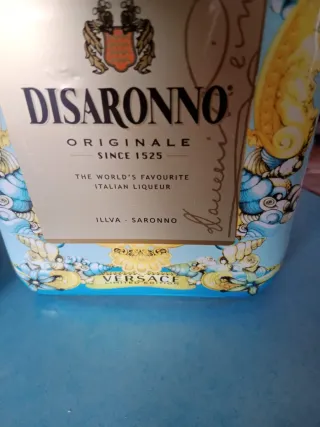 DISARONNO
ORIGINALE
SINCE 1525
THE WORLD'S FAVOURITE
ITALIAN LIQUEUR
ILLVA - SARONNO
VERSACE